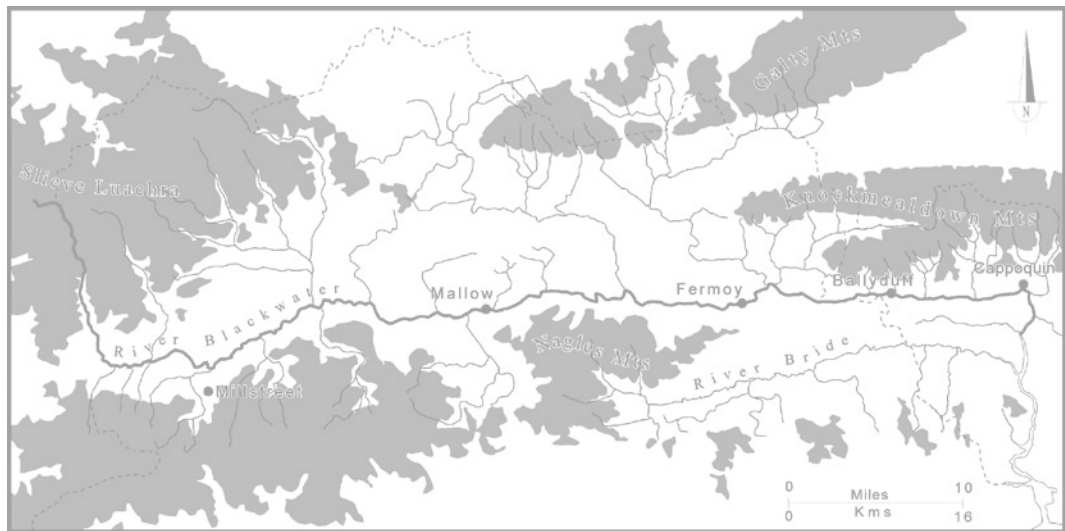 Galty Mts
N
Slieve Luachra
Knockmealdown Mts
Cappoquin
Ballyduff
Fermoy
Mallow
River Blackwater
Nagles Mts
River Bride
Millstreet
0 10
Miles
Kms
0 16